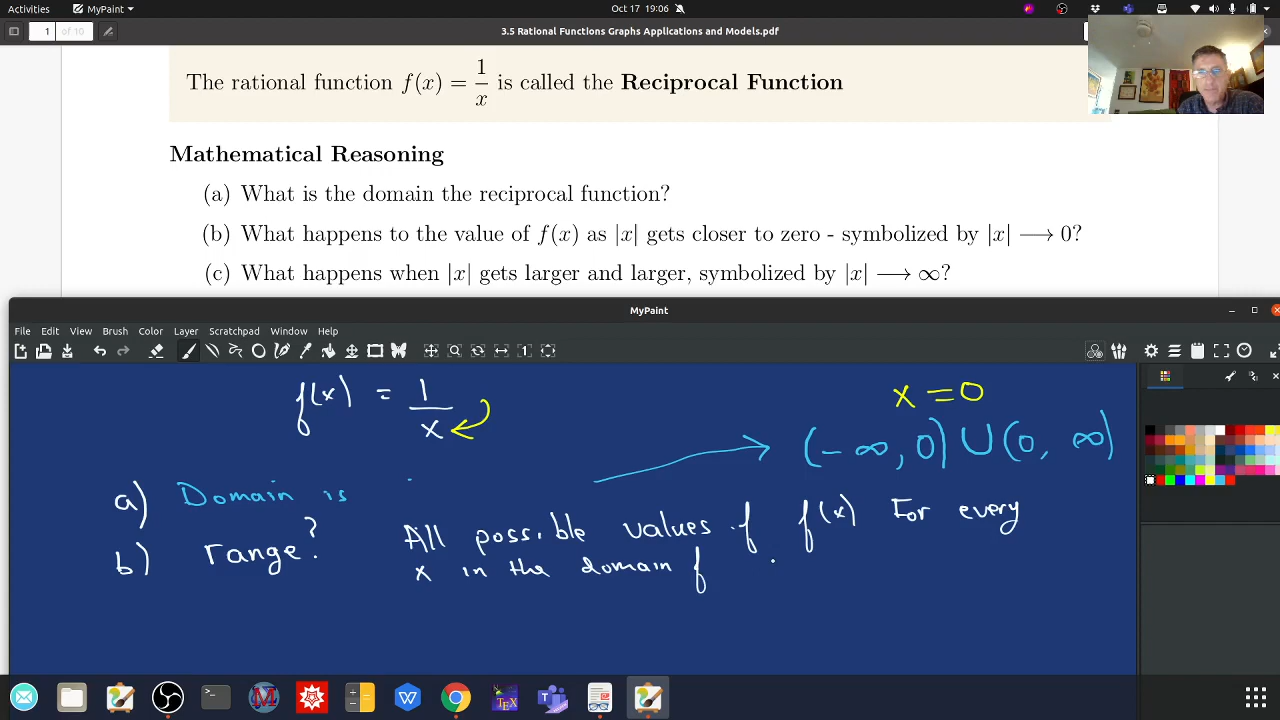 Activities MyPaint Oct 17 19:06
1 of 10 3.5 Rational Functions Graphs Applications and Models.pdf
The rational function f(x) = 1/x is called the Reciprocal Function
Mathematical Reasoning
(a) What is the domain the reciprocal function?
(b) What happens to the value of f(x) as |x| gets closer to zero - symbolized by |x| ⟶ 0?
(c) What happens when |x| gets larger and larger, symbolized by |x| ⟶ ∞?
MyPaint
File Edit View Brush Color Layer Scratchpad Window Help
f(x) = 1/x
x = 0
(-∞, 0) ∪ (0, ∞)
a) Domain is
b) range? All possible values of f(x) For every
x in the domain f